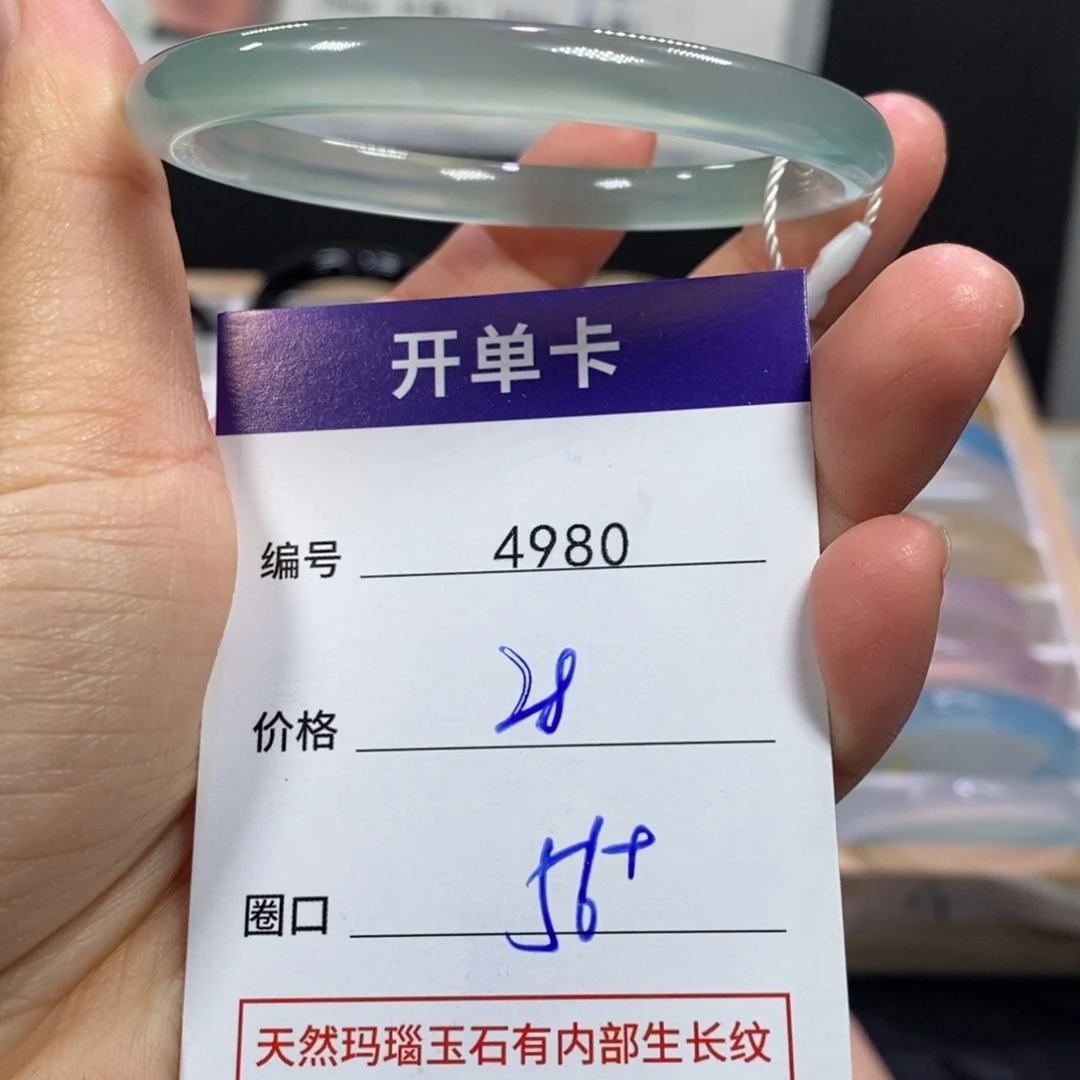 开单卡
编号 4980
价格 28
圈口 56+
天然玛瑙玉石有内部生长纹